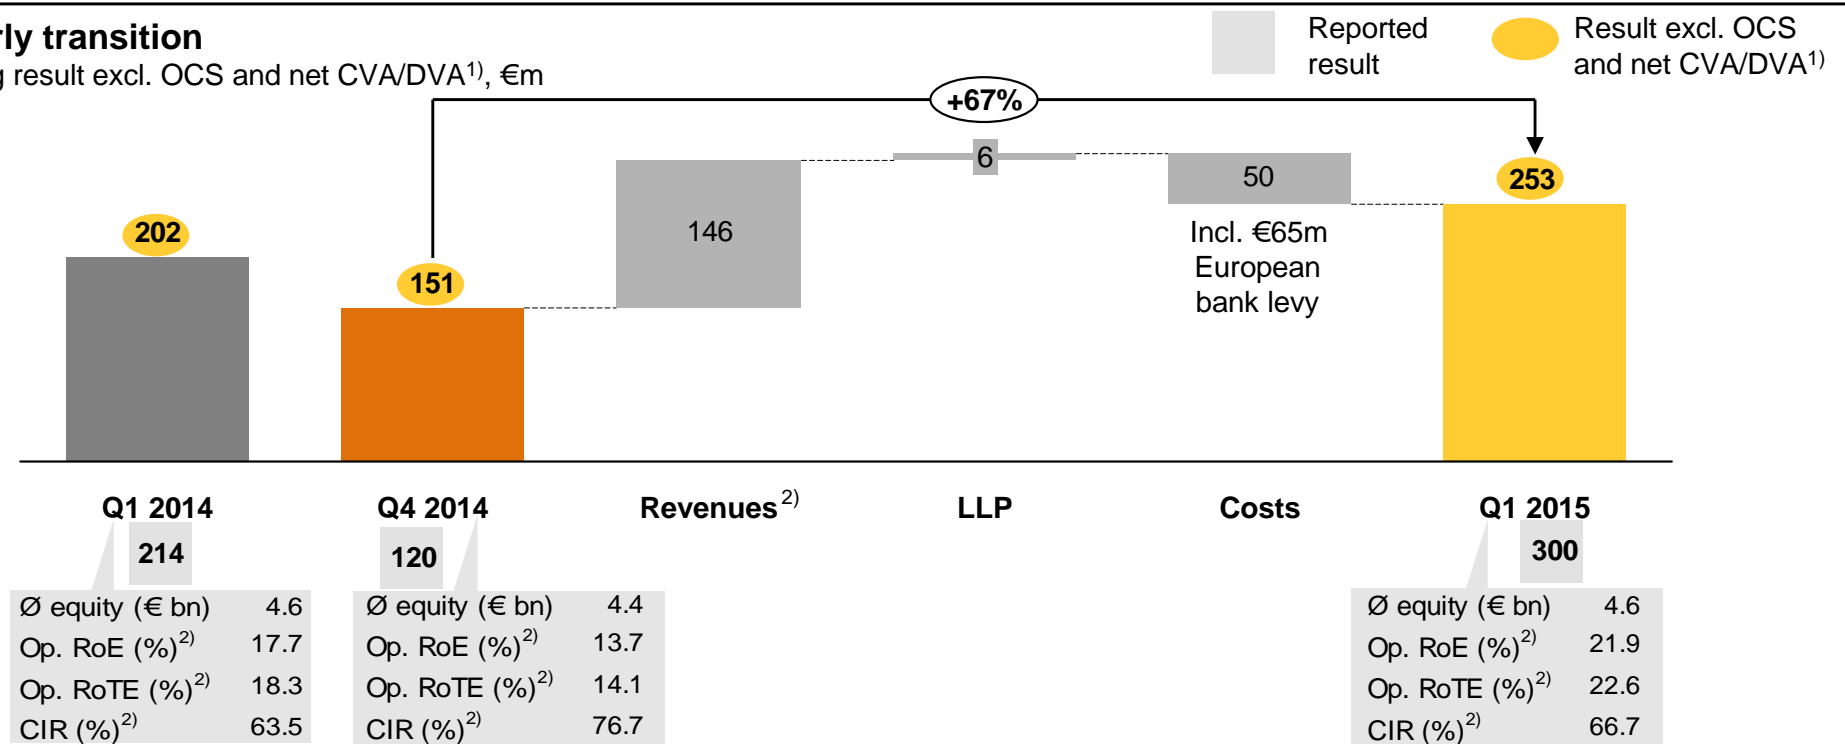 rly transition
g result excl. OCS and net CVA/DVA1), €m
Reported
result
Result excl. OCS
and net CVA/DVA1)
+67%
202
151
146
6
50
253
Incl. €65m
European
bank levy
Q1 2014
Q4 2014
Revenues2)
LLP
Costs
Q1 2015
214
120
300
Ø equity (€ bn) 4.6
Op. RoE (%)2) 17.7
Op. RoTE (%)2) 18.3
CIR (%)2) 63.5
Ø equity (€ bn) 4.4
Op. RoE (%)2) 13.7
Op. RoTE (%)2) 14.1
CIR (%)2) 76.7
Ø equity (€ bn) 4.6
Op. RoE (%)2) 21.9
Op. RoTE (%)2) 22.6
CIR (%)2) 66.7